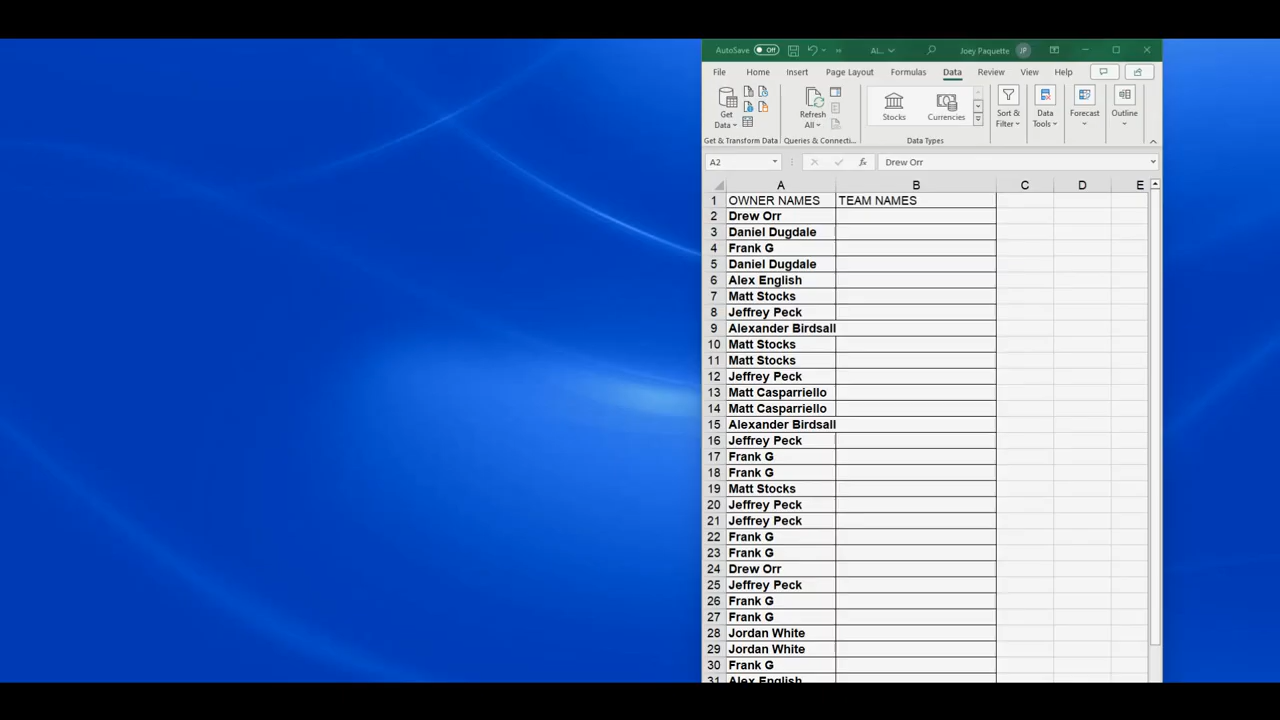 AutoSave Off AL... Joey Paquette JP
File Home Insert Page Layout Formulas Data Review View Help
Get Data Refresh All Stocks Currencies Sort & Filter Data Tools Forecast Outline
Get & Transform Data Queries & Connecti... Data Types
A2 fx Drew Orr
A B C D E
1 OWNER NAMES TEAM NAMES
2 Drew Orr
3 Daniel Dugdale
4 Frank G
5 Daniel Dugdale
6 Alex English
7 Matt Stocks
8 Jeffrey Peck
9 Alexander Birdsall
10 Matt Stocks
11 Matt Stocks
12 Jeffrey Peck
13 Matt Casparriello
14 Matt Casparriello
15 Alexander Birdsall
16 Jeffrey Peck
17 Frank G
18 Frank G
19 Matt Stocks
20 Jeffrey Peck
21 Jeffrey Peck
22 Frank G
23 Frank G
24 Drew Orr
25 Jeffrey Peck
26 Frank G
27 Frank G
28 Jordan White
29 Jordan White
30 Frank G
31 Alex English